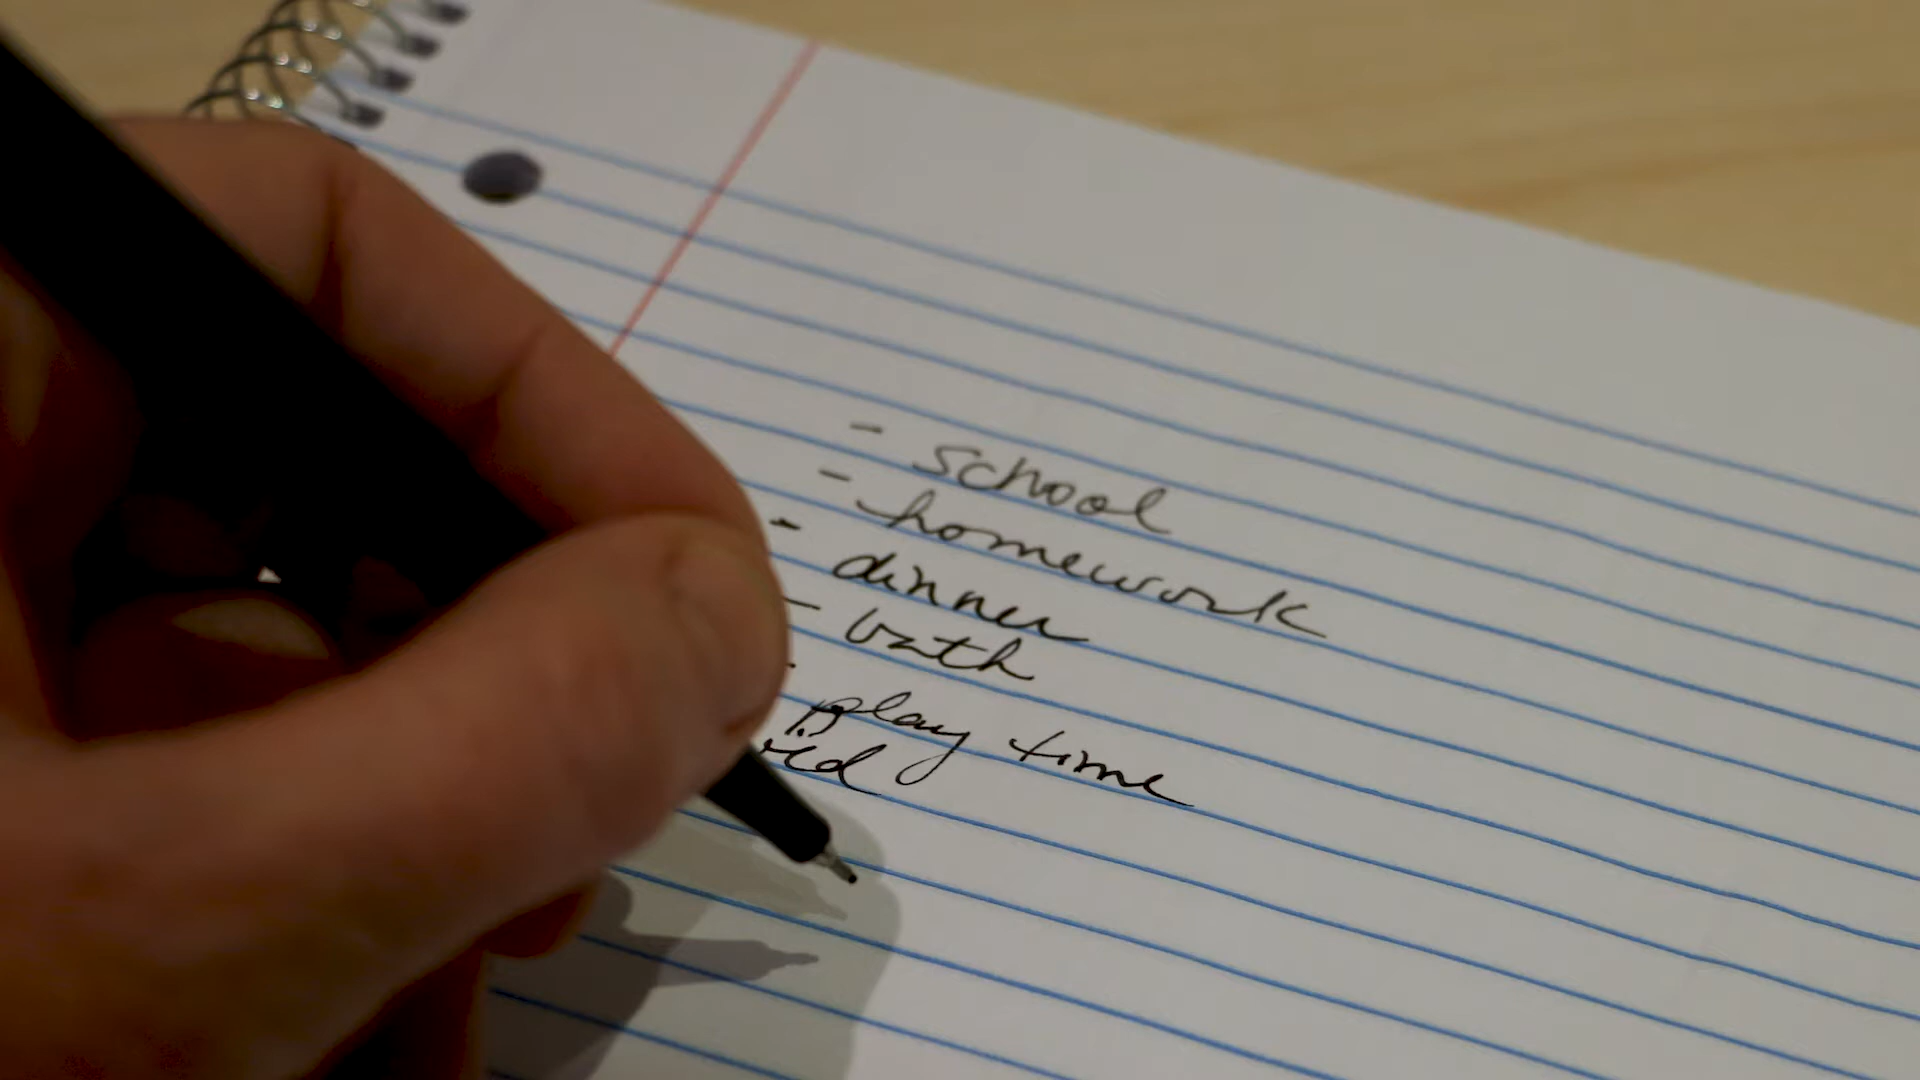 - school
- homework
- dinner
- bath
play time